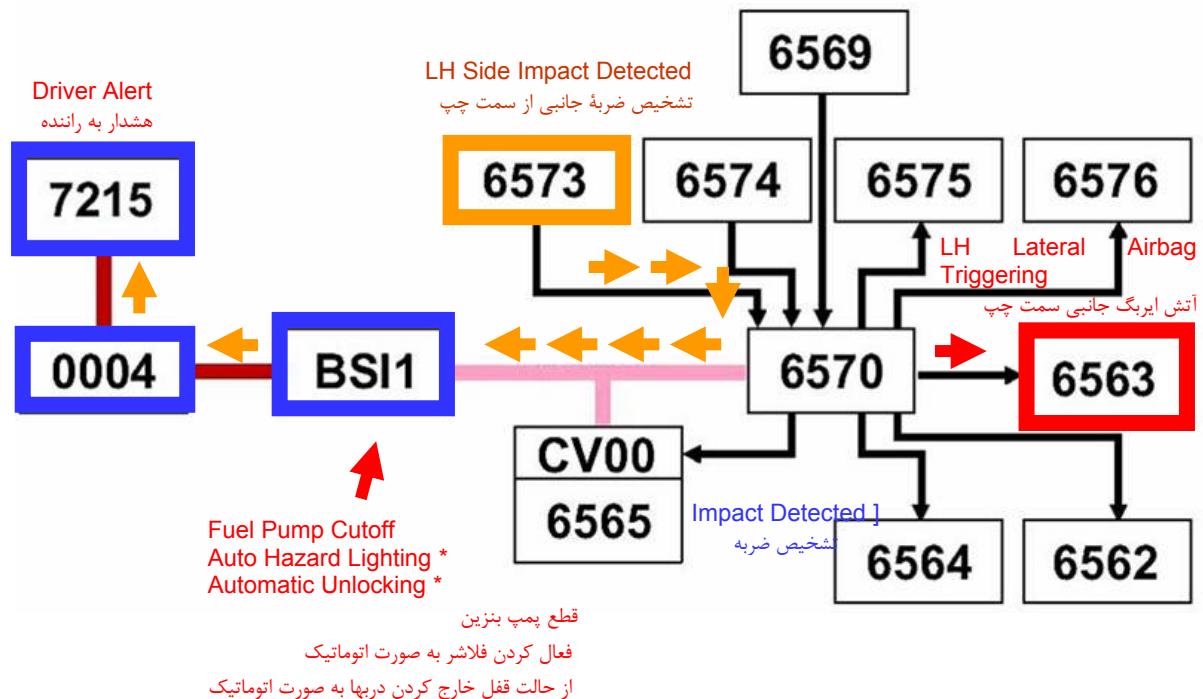 6569
LH Side Impact Detected
تشخیص ضربهٔ جانبی از سمت چپ
Driver Alert
هشدار به راننده
7215
6573
6574
6575
6576
LH Lateral Airbag
Triggering
آتش ایربگ جانبی سمت چپ
0004
BSI1
6570
6563
CV00
6565
Impact Detected ]
تشخیص ضربه
6564
6562
Fuel Pump Cutoff
Auto Hazard Lighting *
Automatic Unlocking *
قطع پمپ بنزین
فعال کردن فلاشر به صورت اتوماتیک
از حالت قفل خارج کردن دربها به صورت اتوماتیک